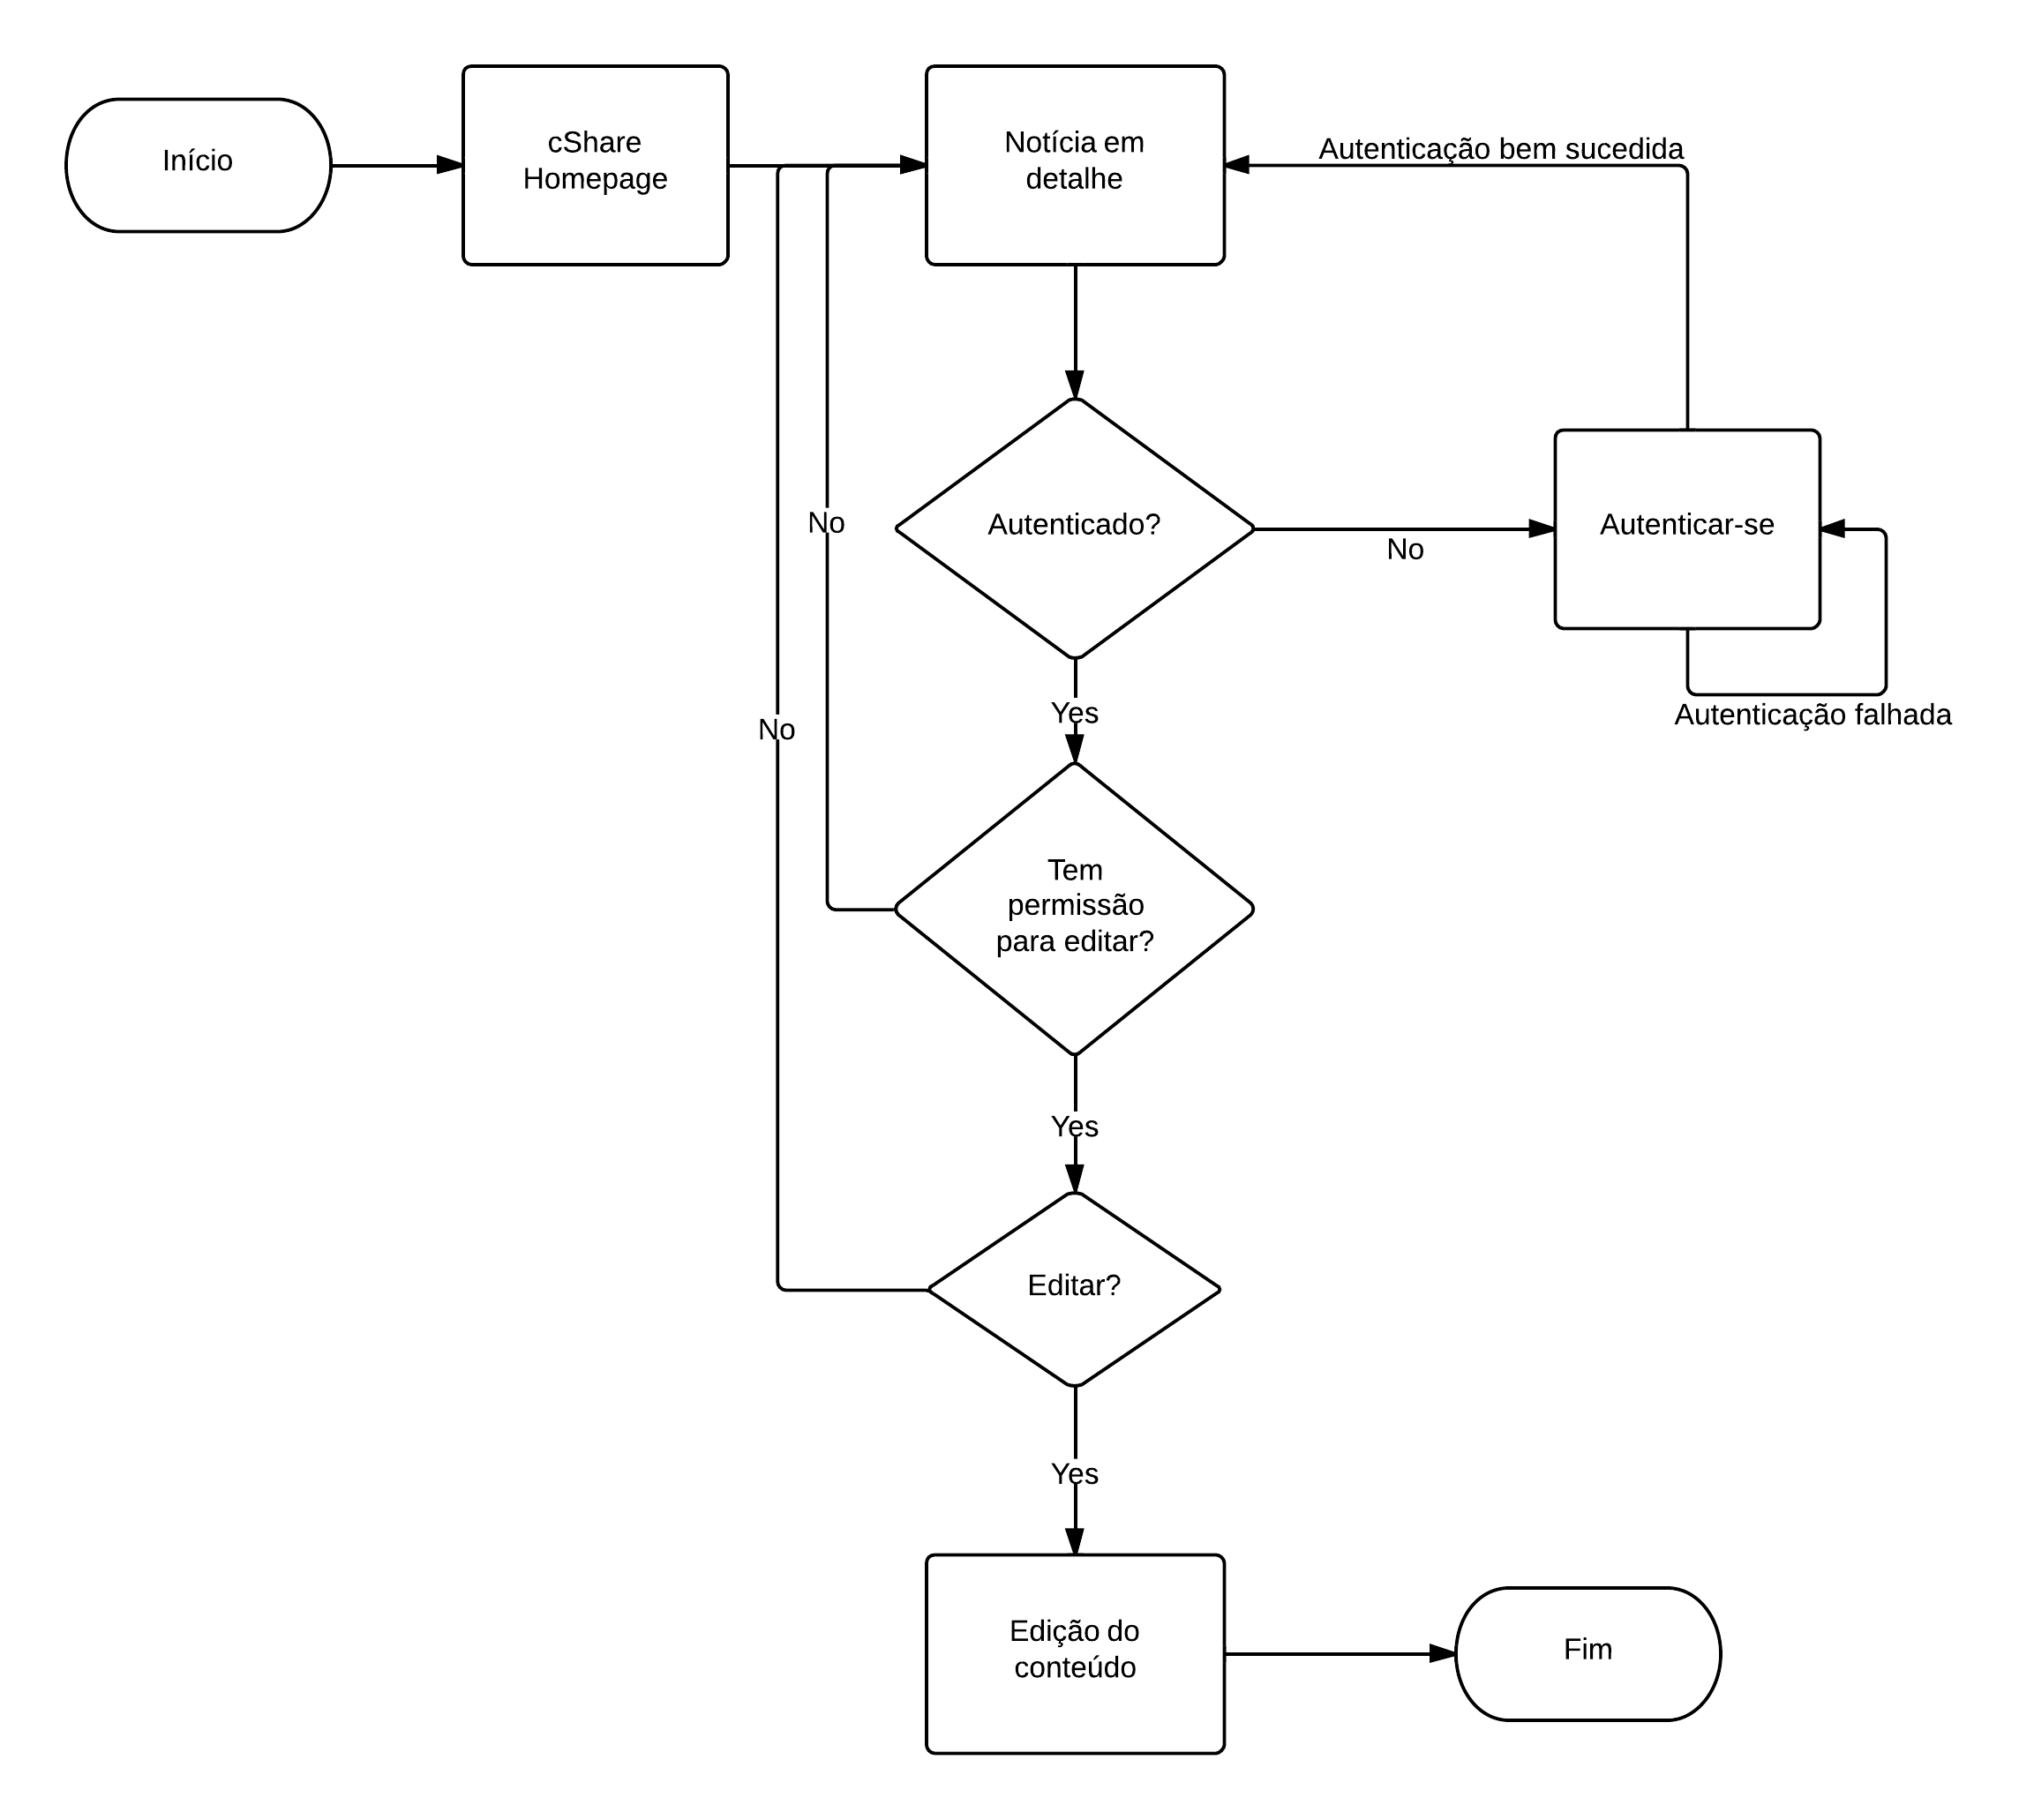 Início
cShare
Homepage
Notícia em
detalhe
Autenticação bem sucedida
Autenticado?
No
Autenticar-se
No
Autenticação falhada
Yes
No
Tem
permissão
para editar?
Yes
Editar?
Yes
Edição do
conteúdo
Fim